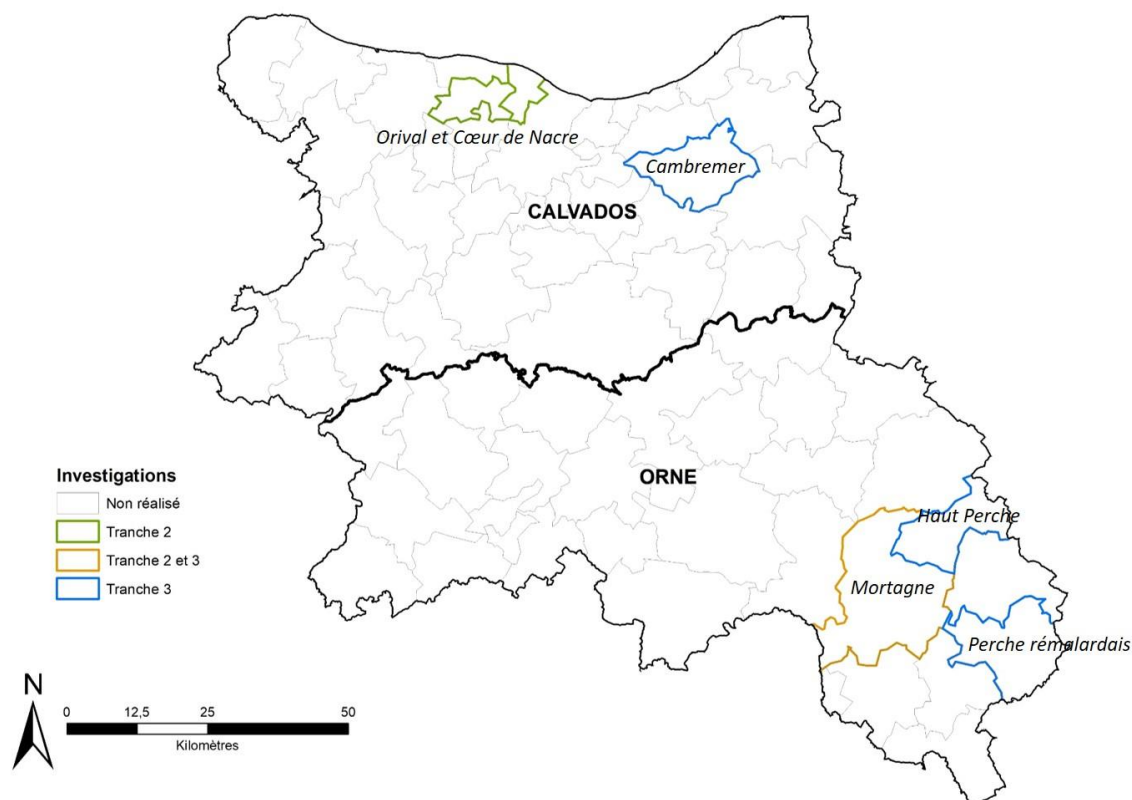 Orival et Cœur de Nacre
Cambremer
CALVADOS
ORNE
Investigations
Non réalisé
Tranche 2
Tranche 2 et 3
Tranche 3
Haut Perche
Mortagne
Perche rémalardais
N
0 12,5 25 50
Kilomètres